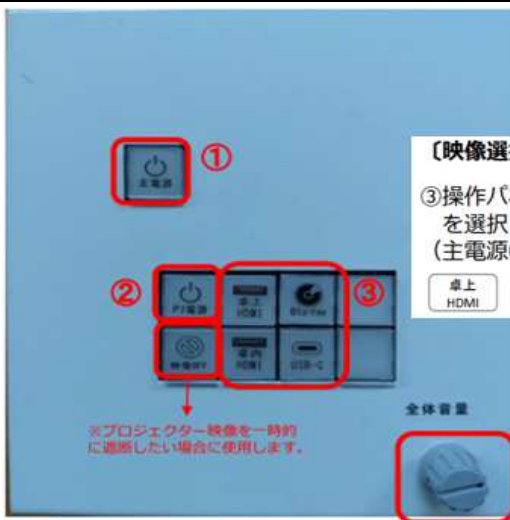 ①
主電源
〔映像選
③操作パ
を選択
(主電源
卓上
HDMI
②
③
PJ電源
卓上
HDMI
Blu-ray
映像OFF
卓内
HDMI
USB-C
※プロジェクター映像を一時的
に遮断したい場合に使用します。
全体音量